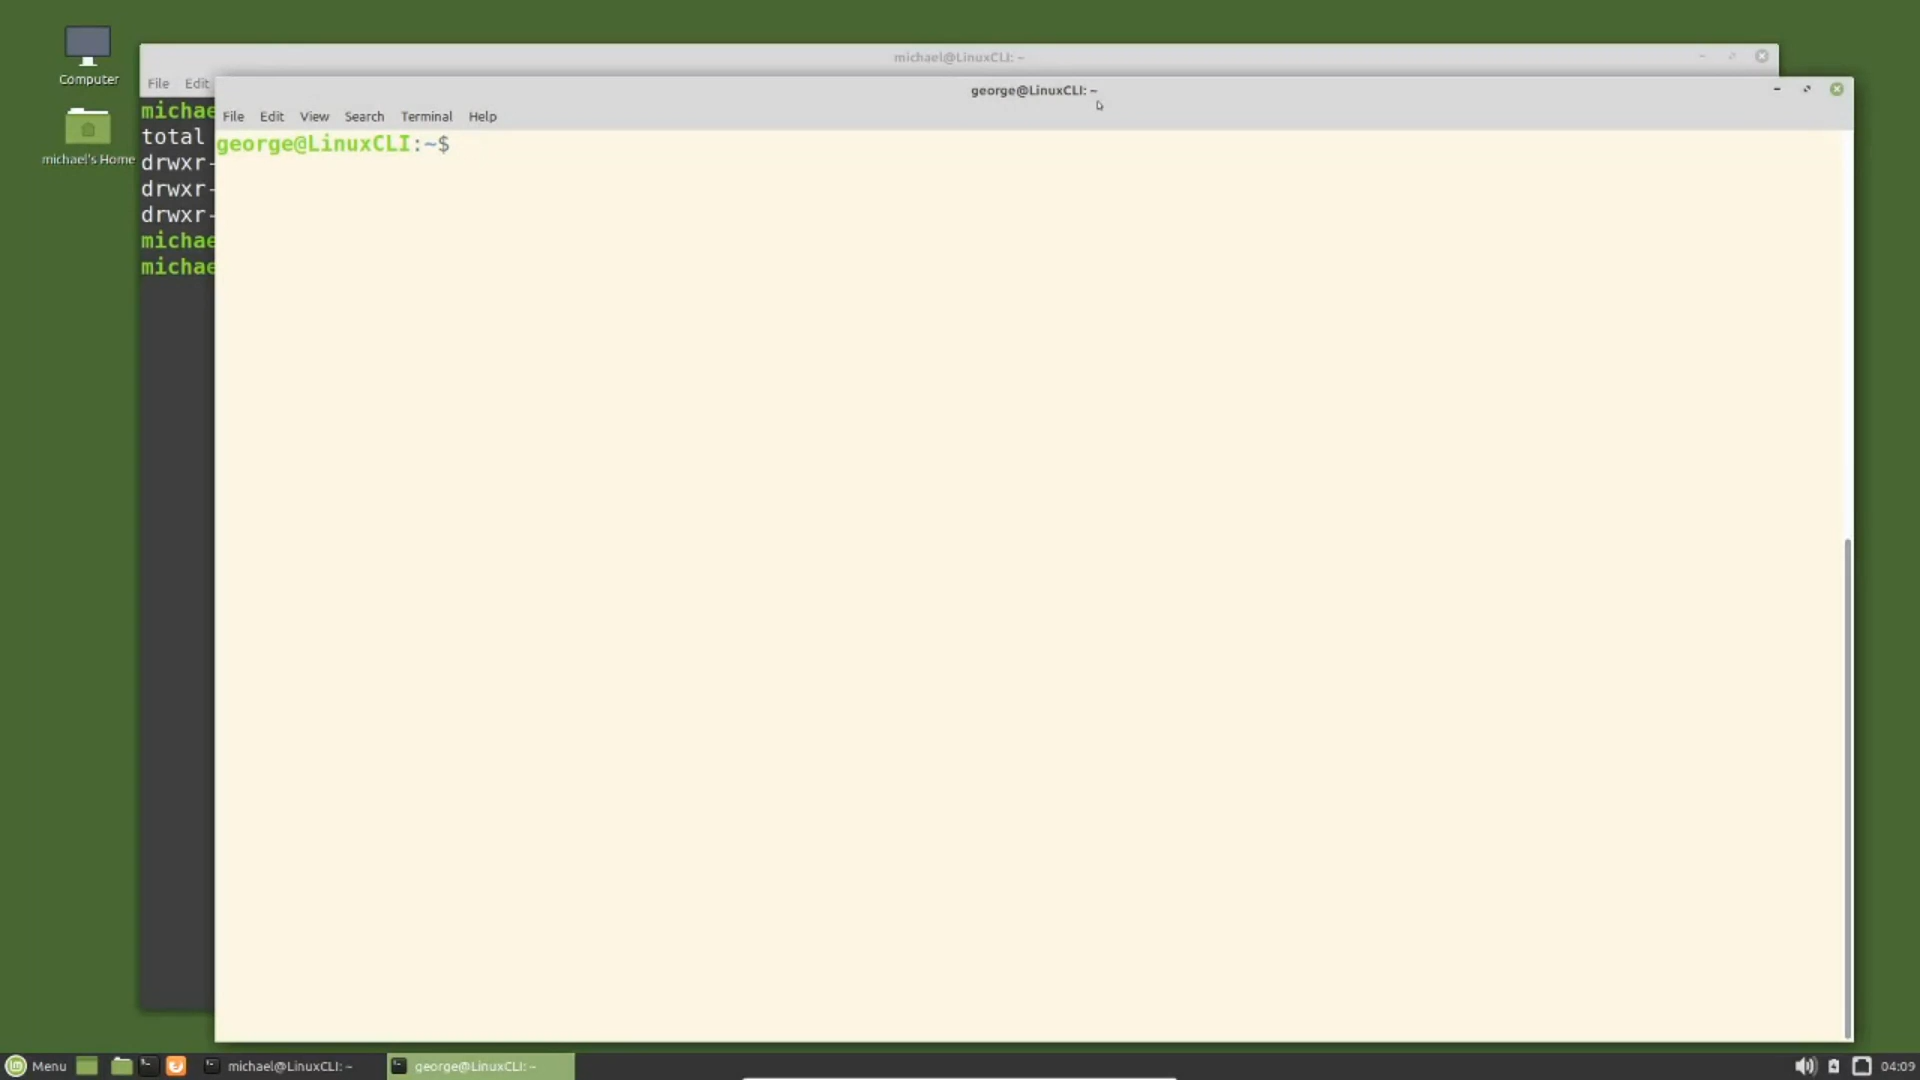 Computer
michael's Home
michael@LinuxCLI: ~
File Edit
michae
total
drwxr-
drwxr-
drwxr-
michae
michae
george@LinuxCLI: ~
File Edit View Search Terminal Help
george@LinuxCLI:~$
Menu michael@LinuxCLI: ~ george@LinuxCLI: ~ 04:09